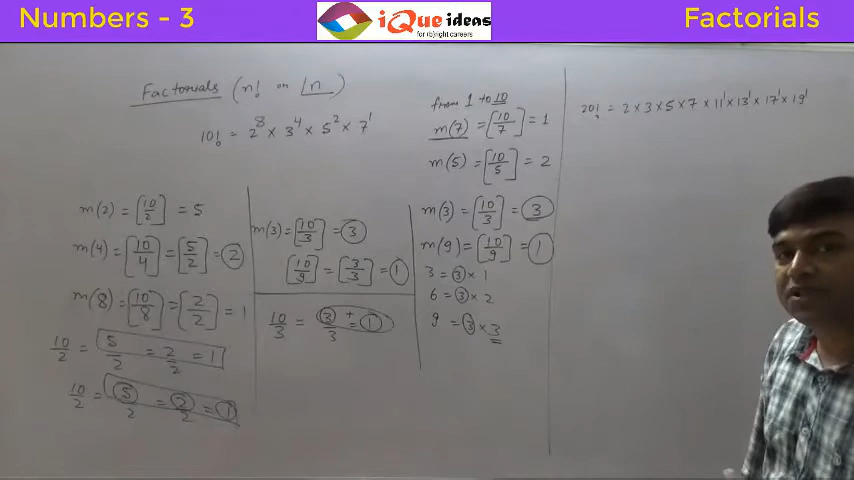 Numbers - 3
iQue ideas
for (b)right careers
Factorials
Factorials (n! or |n)
10! = 2^8 × 3^4 × 5^2 × 7^1
m(2) = [10/2] = 5
m(4) = [10/4] = [5/2] = 2
m(8) = [10/8] = [2/2] = 1
10/2 = 5/2 = 2/2 = 1
10/2 = 5/2 = 2/2 = 1
m(3) = [10/3] = 3
[10/9] = [3/3] = 1
10/3 = 3/3 + = 1
from 1 to 10
m(7) = [10/7] = 1
m(5) = [10/5] = 2
m(3) = [10/3] = 3
m(9) = [10/9] = 1
3 = 3 × 1
6 = 3 × 2
9 = 3 × 3
20! = 2 × 3 × 5 × 7 × 11^1 × 13^1 × 17^1 × 19^1